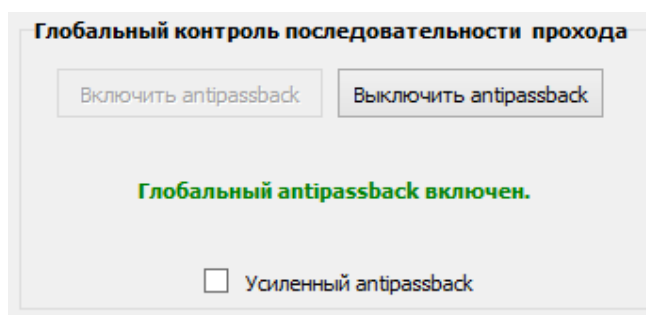 Глобальный контроль последовательности прохода
Включить antipassback Выключить antipassback
Глобальный antipassback включен.
Усиленный antipassback